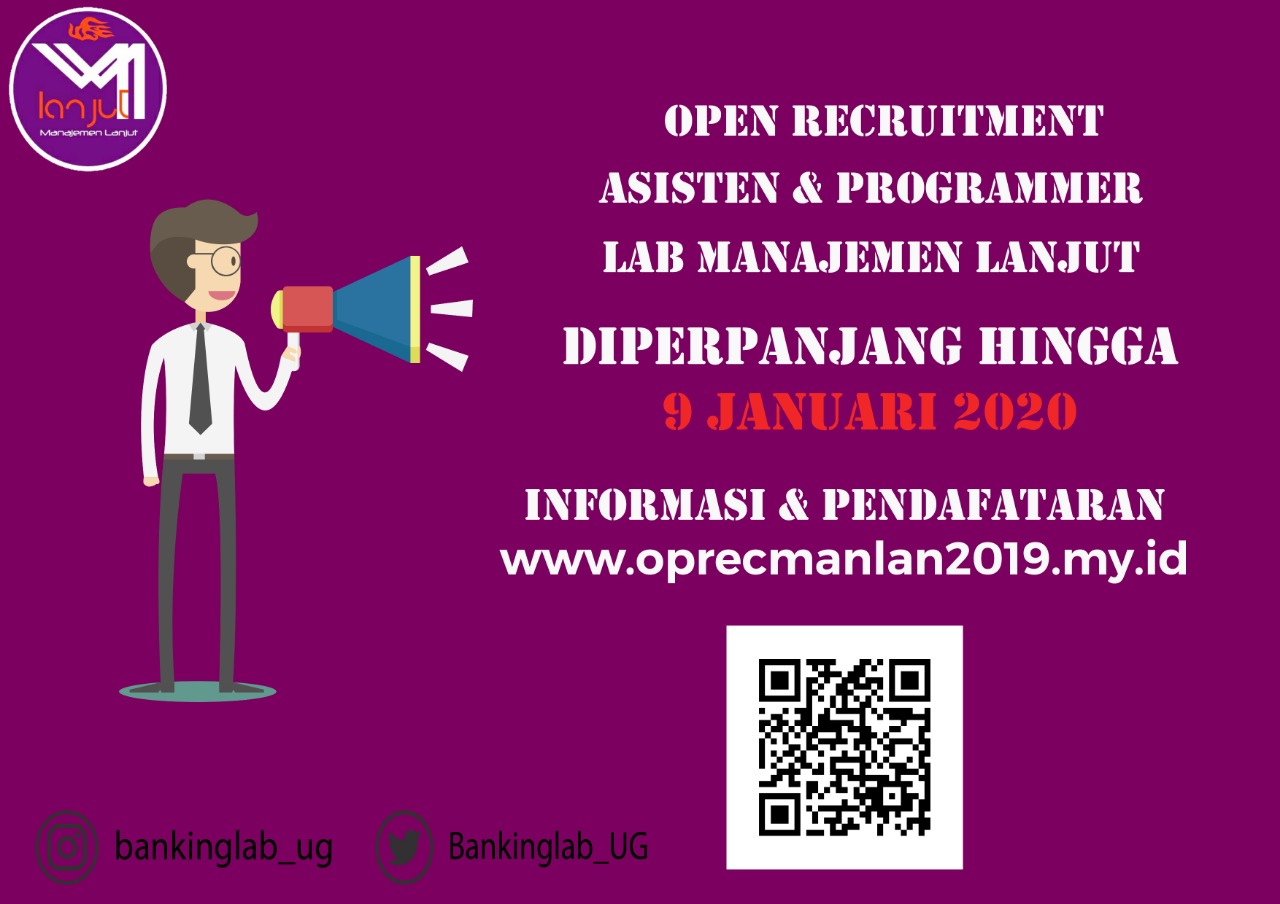 lanjut
Manajemen Lanjut
OPEN RECRUITMENT
ASISTEN & PROGRAMMER
LAB MANAJEMEN LANJUT
DIPERPANJANG HINGGA
9 JANUARI 2020
INFORMASI & PENDAFATARAN
www.oprecmanlan2019.my.id
bankinglab_ug
Bankinglab_UG